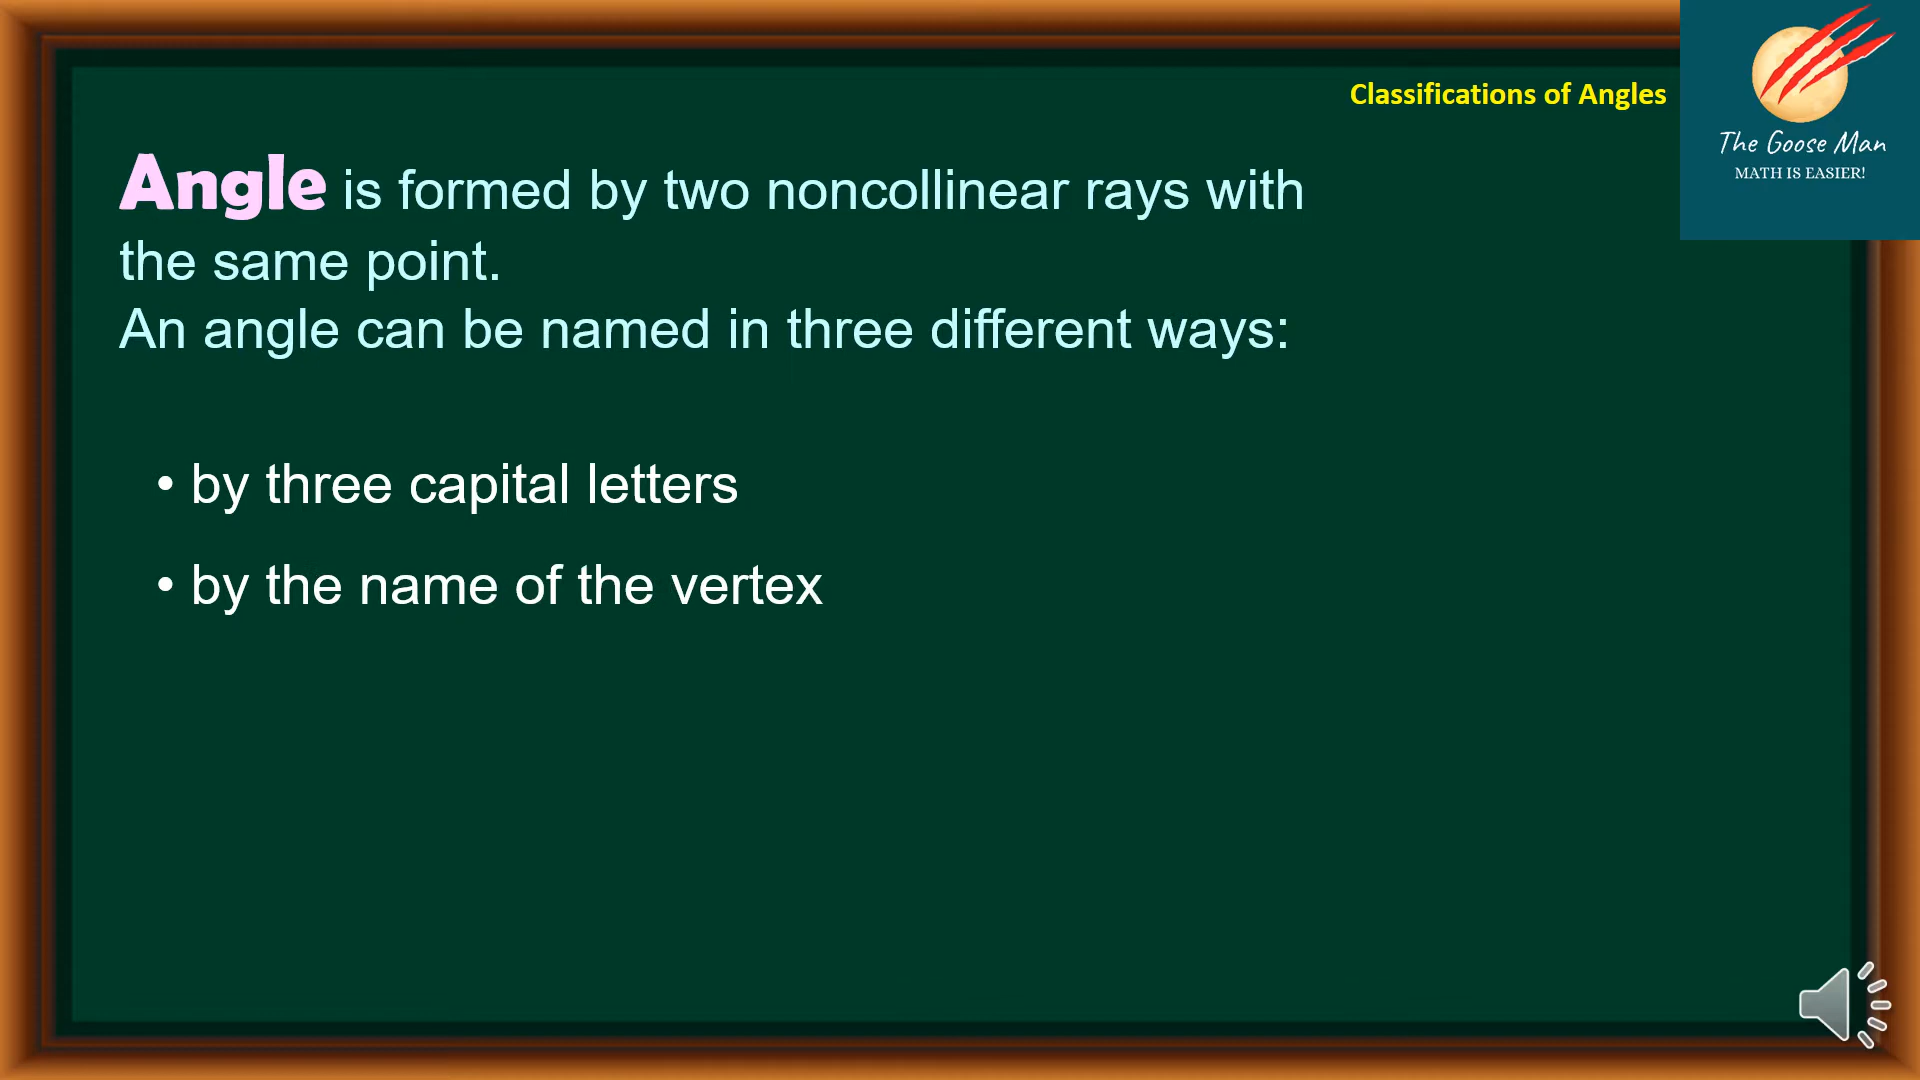 Classifications of Angles
The Goose Man
MATH IS EASIER!
Angle is formed by two noncollinear rays with
the same point.
An angle can be named in three different ways:
• by three capital letters
• by the name of the vertex